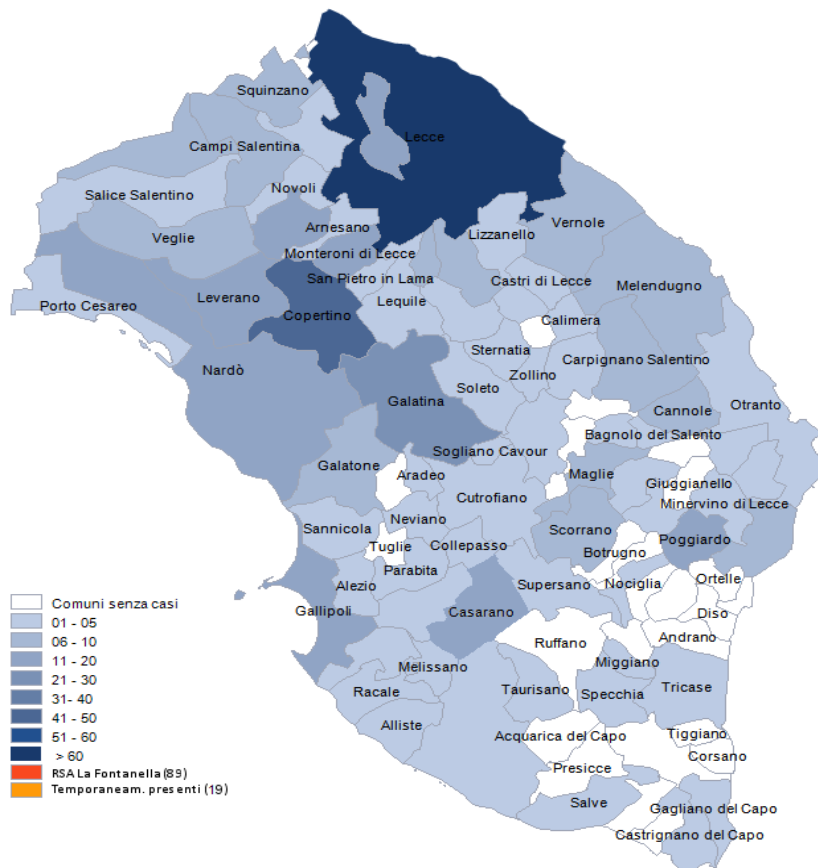 Squinzano
Lecce
Campi Salentina
Salice Salentino
Novoli
Arnesano
Vernole
Veglie
Lizzanello
Monteroni di Lecce
San Pietro in Lama
Castri di Lecce
Melendugno
Leverano
Lequile
Porto Cesareo
Copertino
Calimera
Sternatia
Carpignano Salentino
Nardò
Zollino
Soleto
Galatina
Otranto
Cannole
Bagnolo del Salento
Sogliano Cavour
Galatone
Aradeo
Maglie
Giuggianello
Cutrofiano
Minervino di Lecce
Neviano
Sannicola
Scorrano
Poggiardo
Tuglie
Collepasso
Botrugno
Parabita
Alezio
Supersano
Nociglia
Ortelle
Gallipoli
Casarano
Diso
Ruffano
Andrano
Melissano
Miggiano
Racale
Taurisano
Specchia
Tricase
Alliste
Acquarica del Capo
Tiggiano
Corsano
Presicce
Salve
Gagliano del Capo
Castrignano del Capo
Comuni senza casi
01 - 05
06 - 10
11 - 20
21 - 30
31- 40
41 - 50
51 - 60
> 60
RSA La Fontanella (89)
Temporaneam. presenti (19)